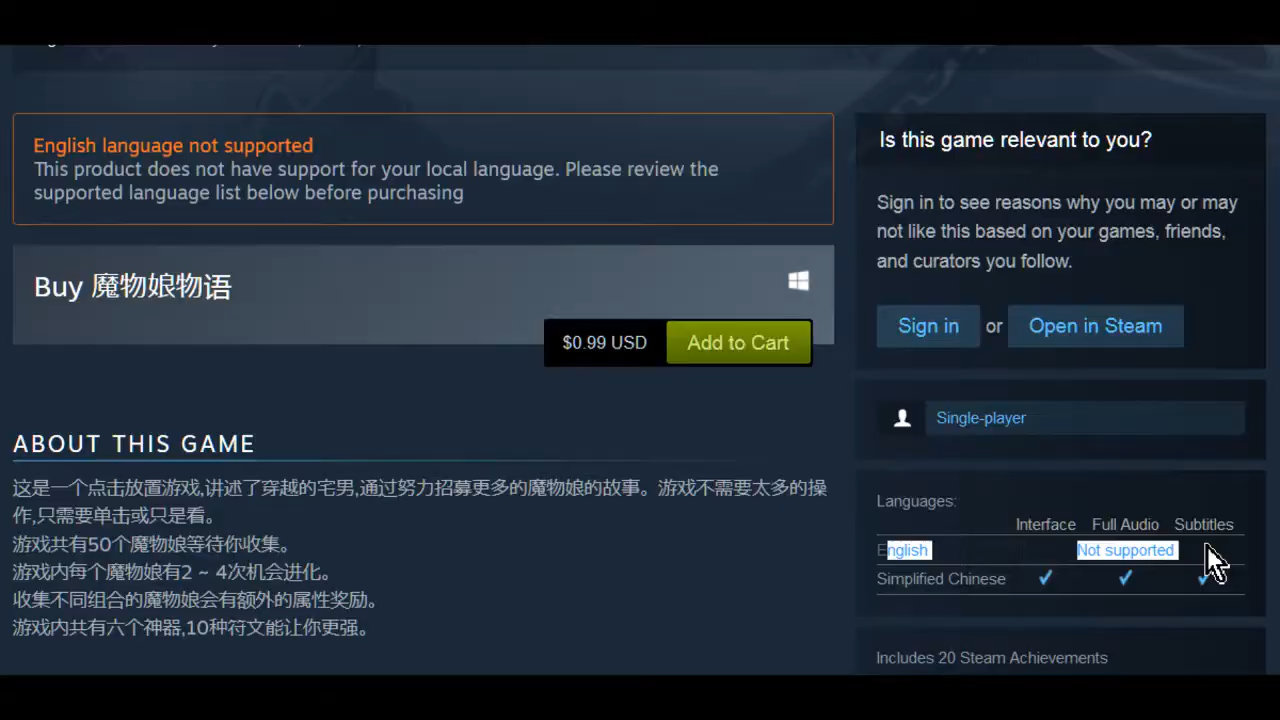 English language not supported
This product does not have support for your local language. Please review the
supported language list below before purchasing
Buy 魔物娘物语
$0.99 USD
Add to Cart
ABOUT THIS GAME
这是一个点击放置游戏,讲述了穿越的宅男,通过努力招募更多的魔物娘的故事。游戏不需要太多的操
作,只需要单击或只是看。
游戏共有50个魔物娘等待你收集。
游戏内每个魔物娘有2 ~ 4次机会进化。
收集不同组合的魔物娘会有额外的属性奖励。
游戏内共有六个神器,10种符文能让你更强。
Is this game relevant to you?
Sign in to see reasons why you may or may
not like this based on your games, friends,
and curators you follow.
Sign in or Open in Steam
Single-player
Languages:
Interface Full Audio Subtitles
English Not supported
Simplified Chinese ✔ ✔ ✔
Includes 20 Steam Achievements